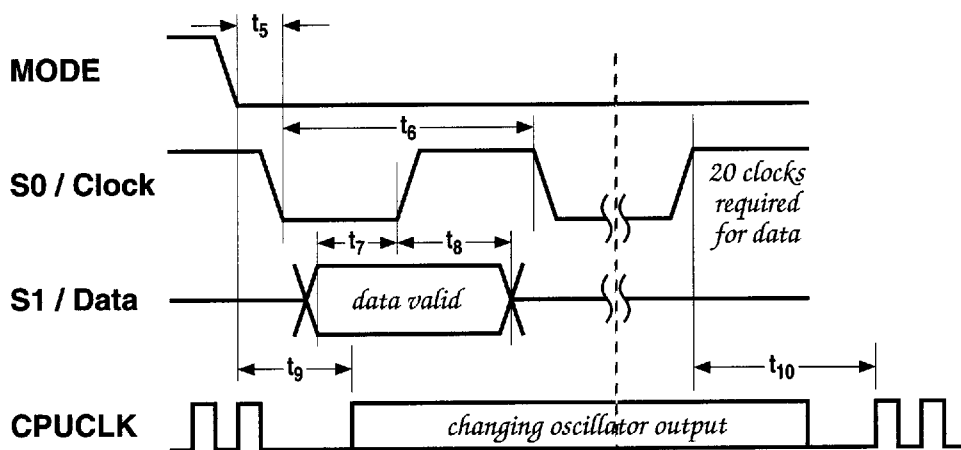 t5
MODE
t6
S0 / Clock
20 clocks
required
for data
t7
t8
S1 / Data
data valid
t9
t10
CPUCLK
changing oscillator output